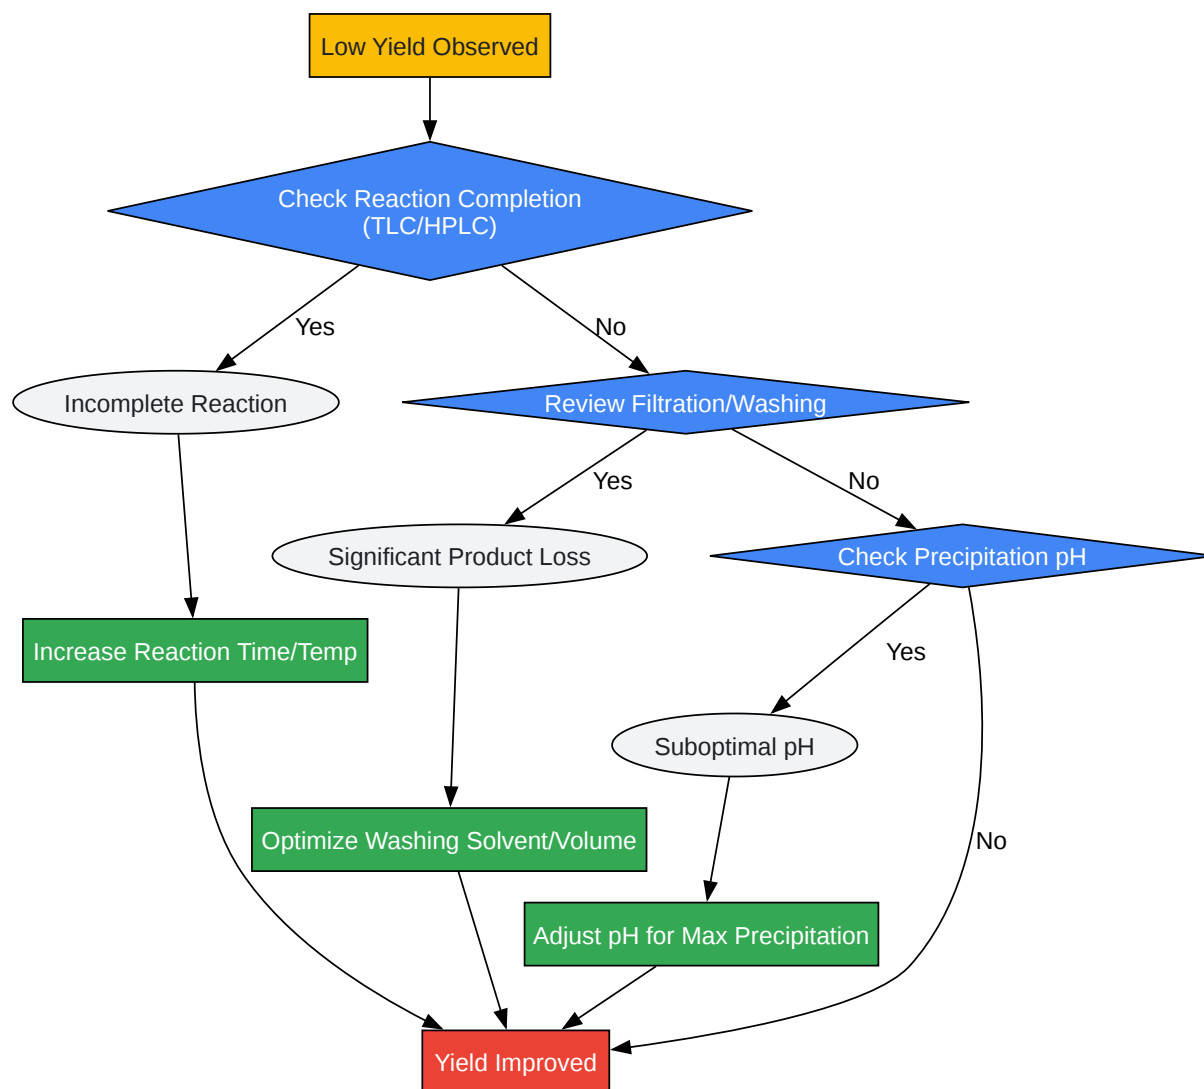 Low Yield Observed
Check Reaction Completion
(TLC/HPLC)
Yes
No
Incomplete Reaction
Review Filtration/Washing
Yes
No
Significant Product Loss
Check Precipitation pH
Increase Reaction Time/Temp
Yes
Suboptimal pH
Optimize Washing Solvent/Volume
No
Adjust pH for Max Precipitation
Yield Improved